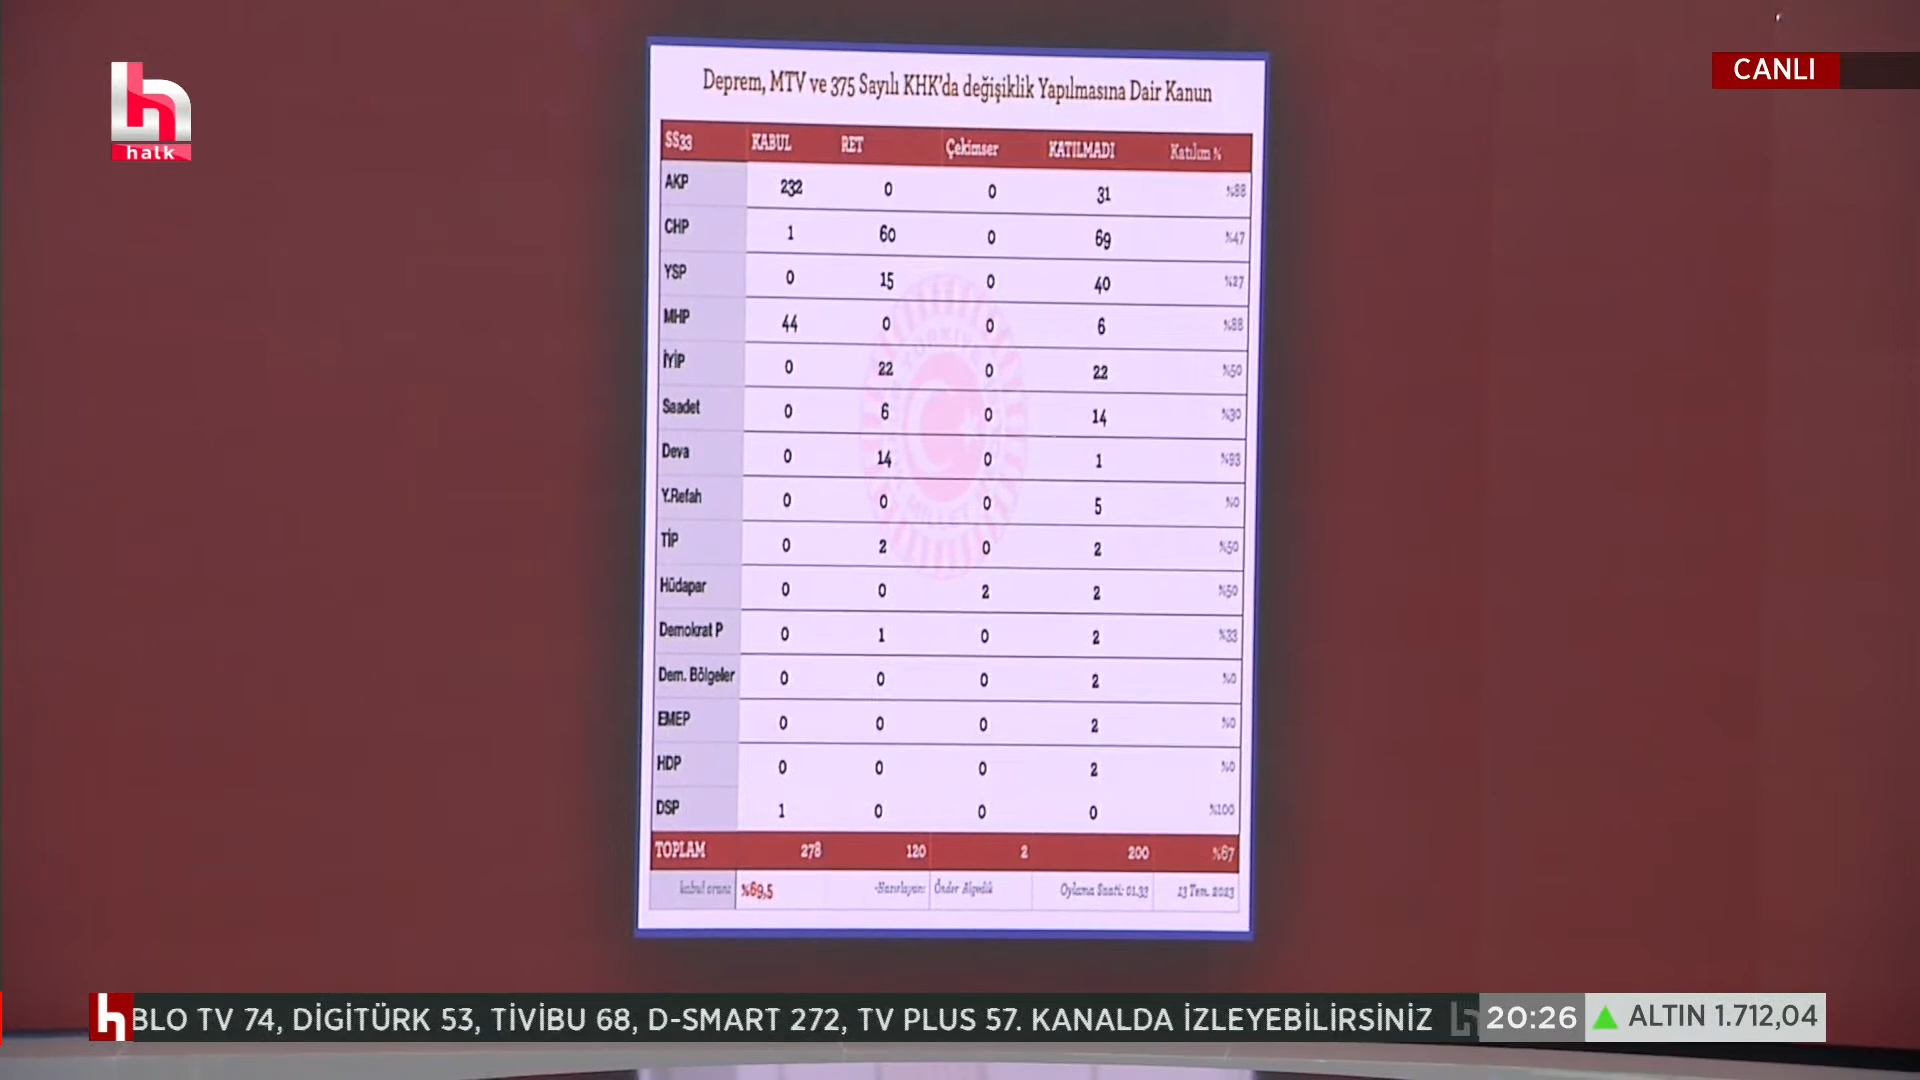 halk
CANLI
Deprem, MTV ve 375 Sayılı KHK'da değişiklik Yapılmasına Dair Kanun
SS33 KABUL RET Çekimser KATILMADI Katılım %
AKP 232 0 0 31 %88
CHP 1 60 0 69 %47
YSP 0 15 0 40 %27
MHP 44 0 0 6 %88
İYİP 0 22 0 22 %50
Saadet 0 6 0 14 %30
Deva 0 14 0 1 %93
Y.Refah 0 0 0 5 %0
TİP 0 2 0 2 %50
Hüdapar 0 0 2 2 %50
Demokrat P 0 1 0 2 %33
Dem. Bölgeler 0 0 0 2 %0
EMEP 0 0 0 2 %0
HDP 0 0 0 2 %0
DSP 1 0 0 0 %100
TOPLAM 278 120 2 200 %67
kabul oranı %69,5 -Hazırlayan: Önder Algedik Oylama Saati: 01.33 13 Tem. 2023
BLO TV 74, DİGİTÜRK 53, TİVİBU 68, D-SMART 272, TV PLUS 57. KANALDA İZLEYEBİLİRSİNİZ 20:26 ALTIN 1.712,04